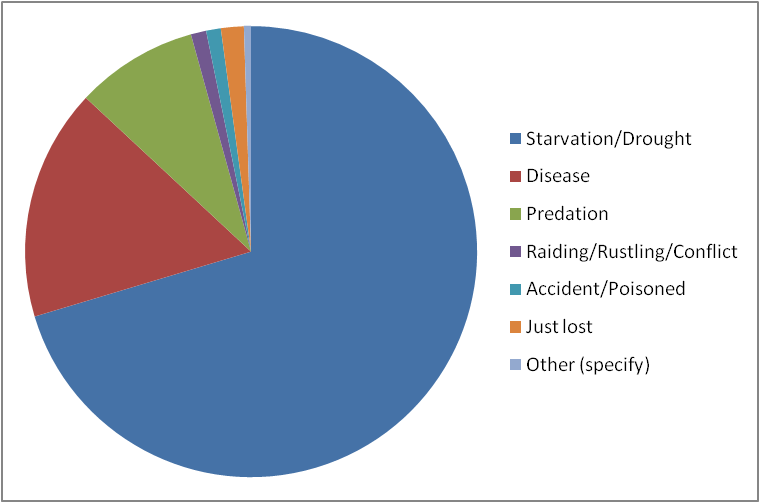 Starvation/Drought
Disease
Predation
Raiding/Rustling/Conflict
Accident/Poisoned
Just lost
Other (specify)